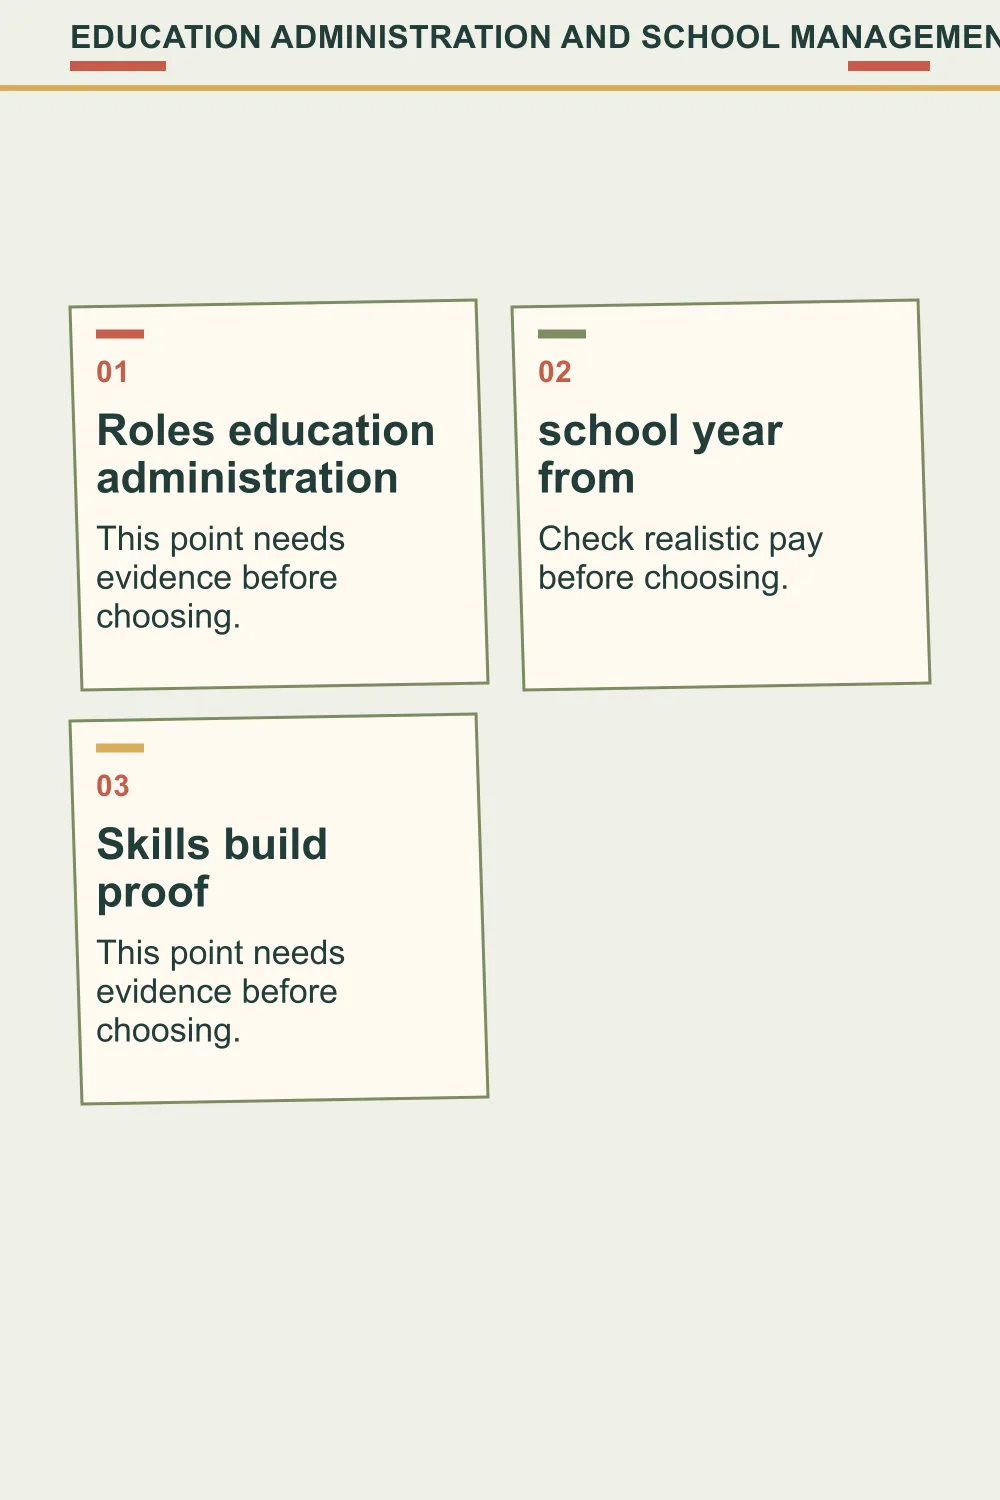 EDUCATION ADMINISTRATION AND SCHOOL MANAGEMEN
01
Roles education
administration
This point needs
evidence before
choosing.
02
school year
from
Check realistic pay
before choosing.
03
Skills build
proof
This point needs
evidence before
choosing.